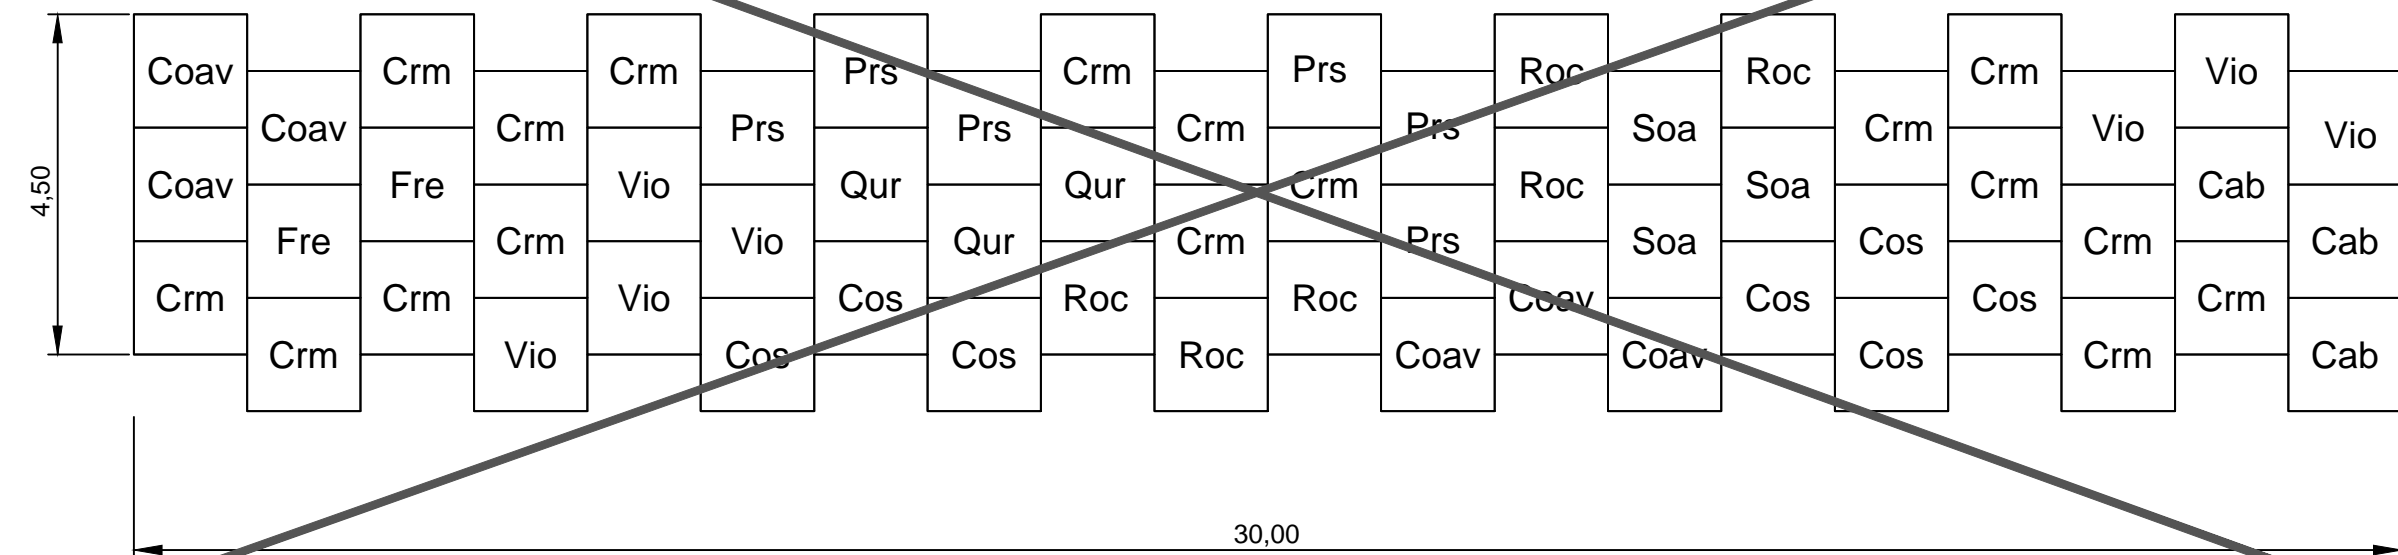 Coav Crm Crm Prs Crm Prs Roc Roc Crm Vio
Coav Crm Prs Prs Crm Prs Soa Crm Vio Vio
Coav Fre Vio Qur Qur Crm Roc Soa Crm Cab
4,50
Fre Crm Vio Qur Crm Prs Soa Cos Crm Cab
Crm Crm Vio Cos Roc Roc Coav Cos Cos Crm
Crm Vio Cos Cos Roc Coav Coav Cos Crm Cab
30,00